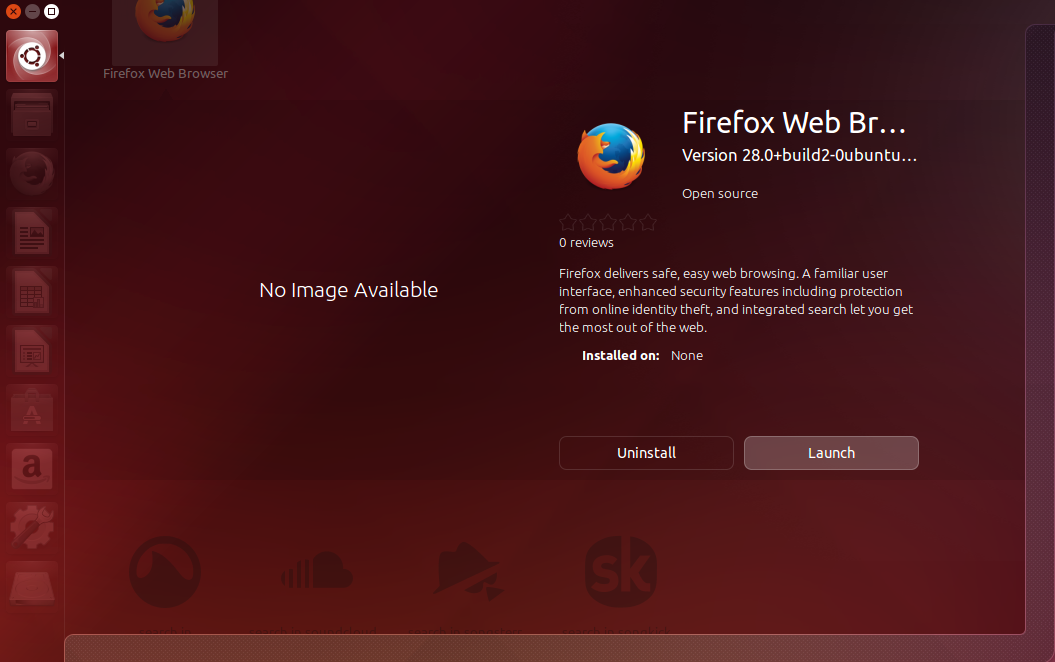 Firefox Web Browser
Firefox Web Br...
Version 28.0+build2-0ubuntu...
Open source
0 reviews
No Image Available
Firefox delivers safe, easy web browsing. A familiar user
interface, enhanced security features including protection
from online identity theft, and integrated search let you get
the most out of the web.
Installed on: None
Uninstall
Launch
sk